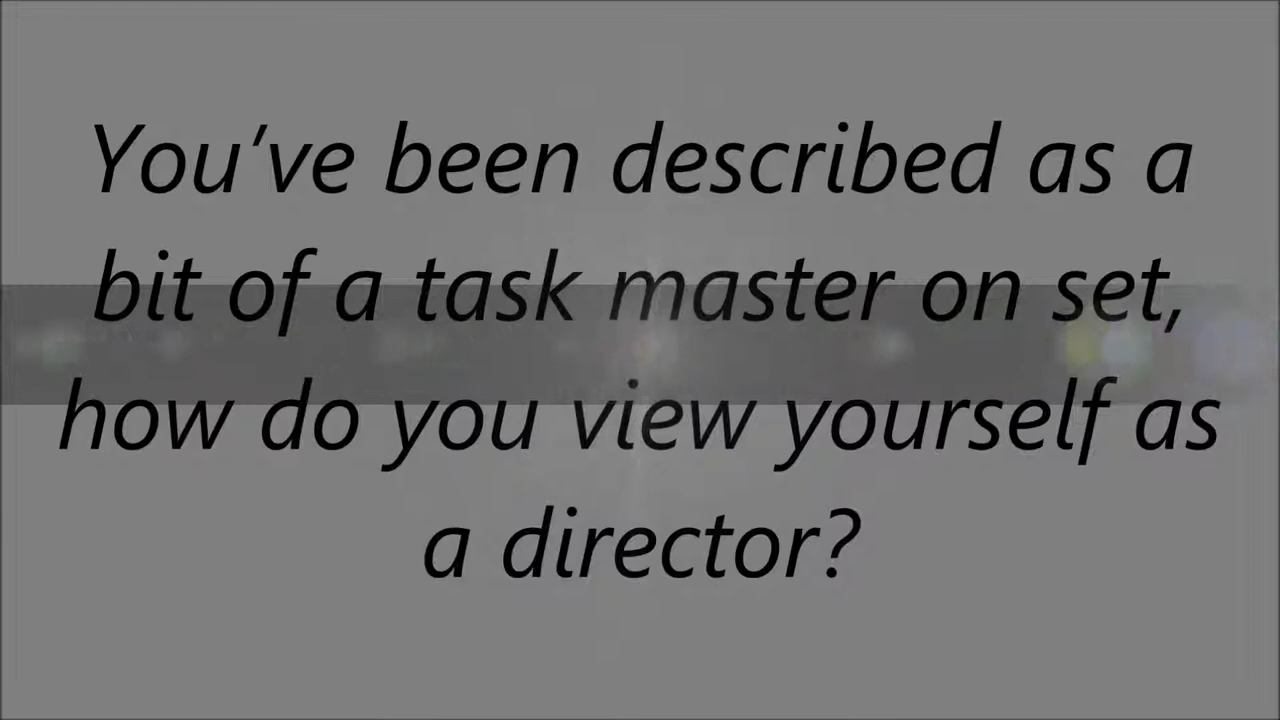 You’ve been described as a
bit of a task master on set,
how do you view yourself as
a director?